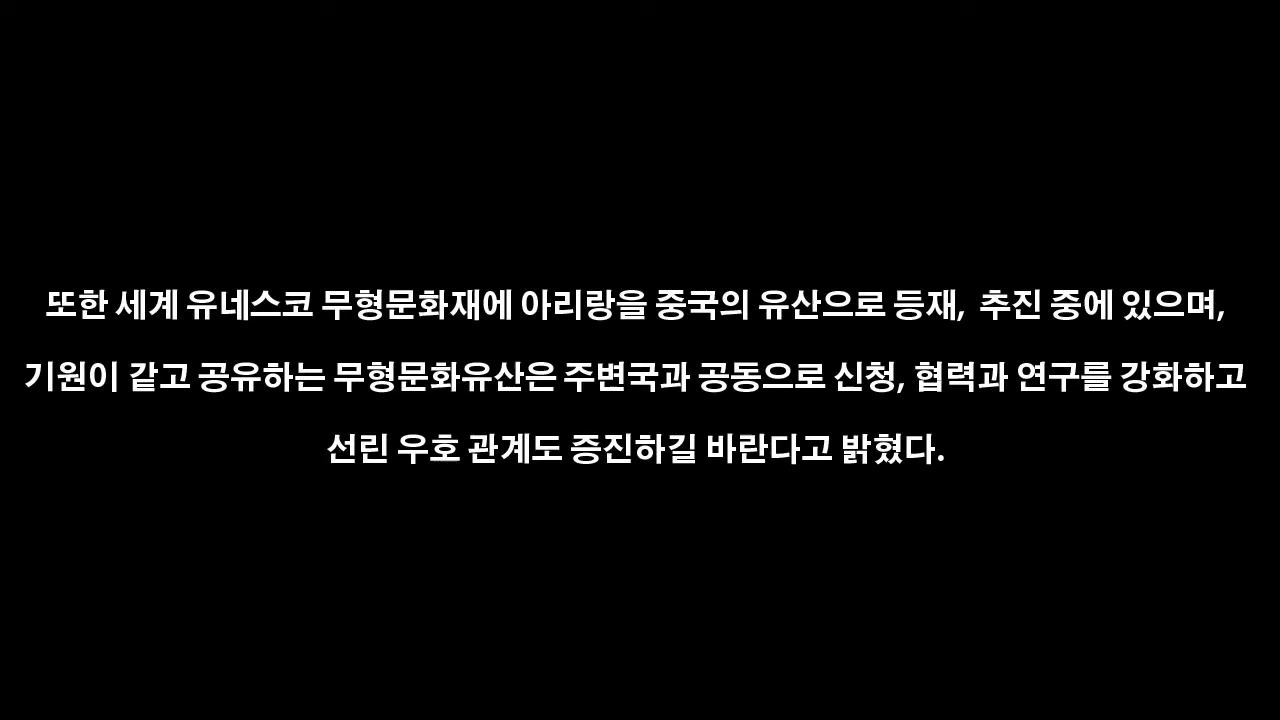 또한 세계 유네스코 무형문화재에 아리랑을 중국의 유산으로 등재,  추진 중에 있으며,
기원이 같고 공유하는 무형문화유산은 주변국과 공동으로 신청, 협력과 연구를 강화하고
선린 우호 관계도 증진하길 바란다고 밝혔다.